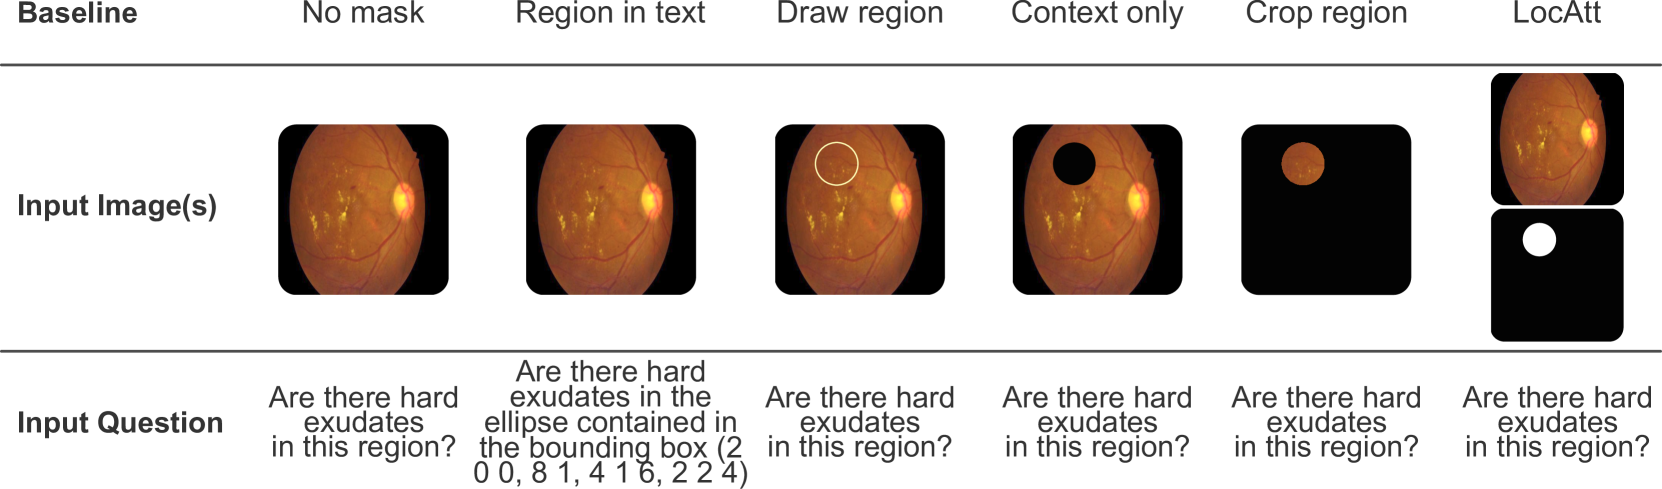 Baseline No mask Region in text Draw region Context only Crop region LocAtt
Input Image(s)
Input Question
Are there hard
exudates
in this region?
Are there hard
exudates in the
ellipse contained in
the bounding box (2
0 0, 8 1, 4 1 6, 2 2 4)
Are there hard
exudates
in this region?
Are there hard
exudates
in this region?
Are there hard
exudates
in this region?
Are there hard
exudates
in this region?